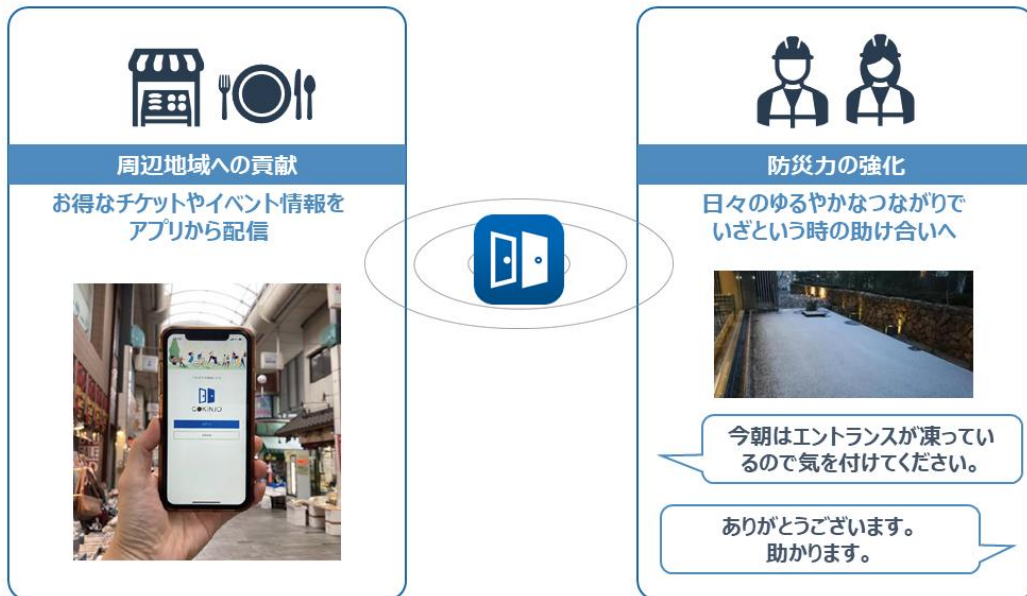 周辺地域への貢献
お得なチケットやイベント情報を
アプリから配信
GOKINJO
防災力の強化
日々のゆるやかなつながりで
いざという時の助け合いへ
今朝はエントランスが凍ってい
るので気を付けてください。
ありがとうございます。
助かります。